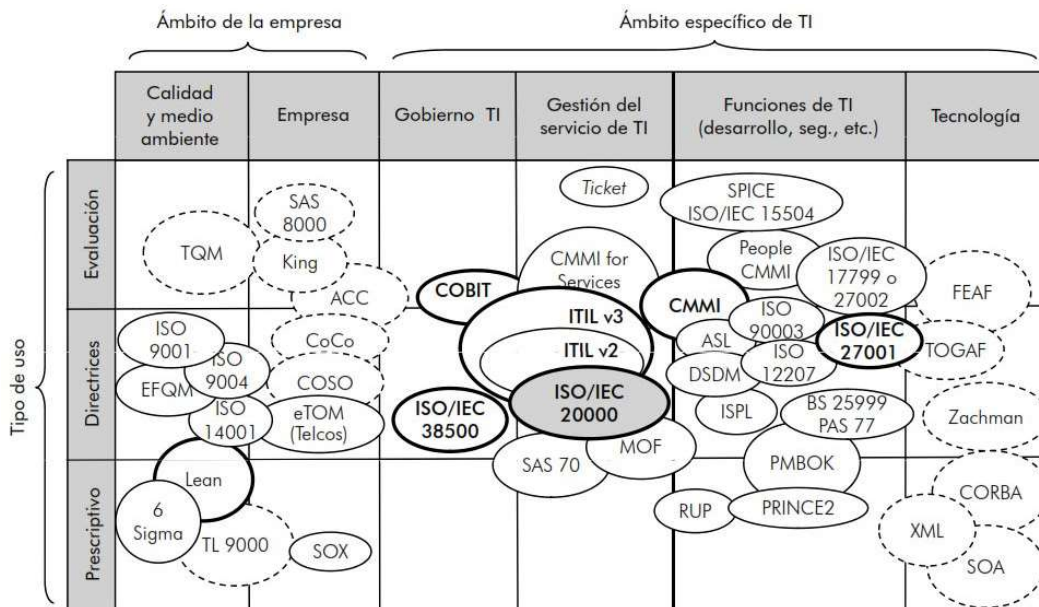 Ámbito de la empresa
Ámbito específico de TI
Calidad
y medio
ambiente
Empresa
Gobierno TI
Gestión del
servicio de TI
Funciones de TI
(desarrollo, seg., etc.)
Tecnología
Tipo de uso
Evaluación
TQM
SAS
8000
King
ACC
COBIT
Ticket
CMMI for
Services
SPICE
ISO/IEC 15504
People
CMMI
ISO/IEC
17799 o
27002
CMMI
FEAF
Directrices
ISO
9001
EFQM
ISO
9004
ISO
14001
CoCo
COSO
eTOM
(Telcos)
ISO/IEC
38500
ITIL v3
ITIL v2
ISO/IEC
20000
MOF
SAS 70
ASL
ISO
90003
ISO
12207
DSDM
ISPL
ISO/IEC
27001
BS 25999
PAS 77
TOGAF
Zachman
Prescriptivo
Lean
6
Sigma
TL 9000
SOX
RUP
PMBOK
PRINCE2
CORBA
XML
SOA